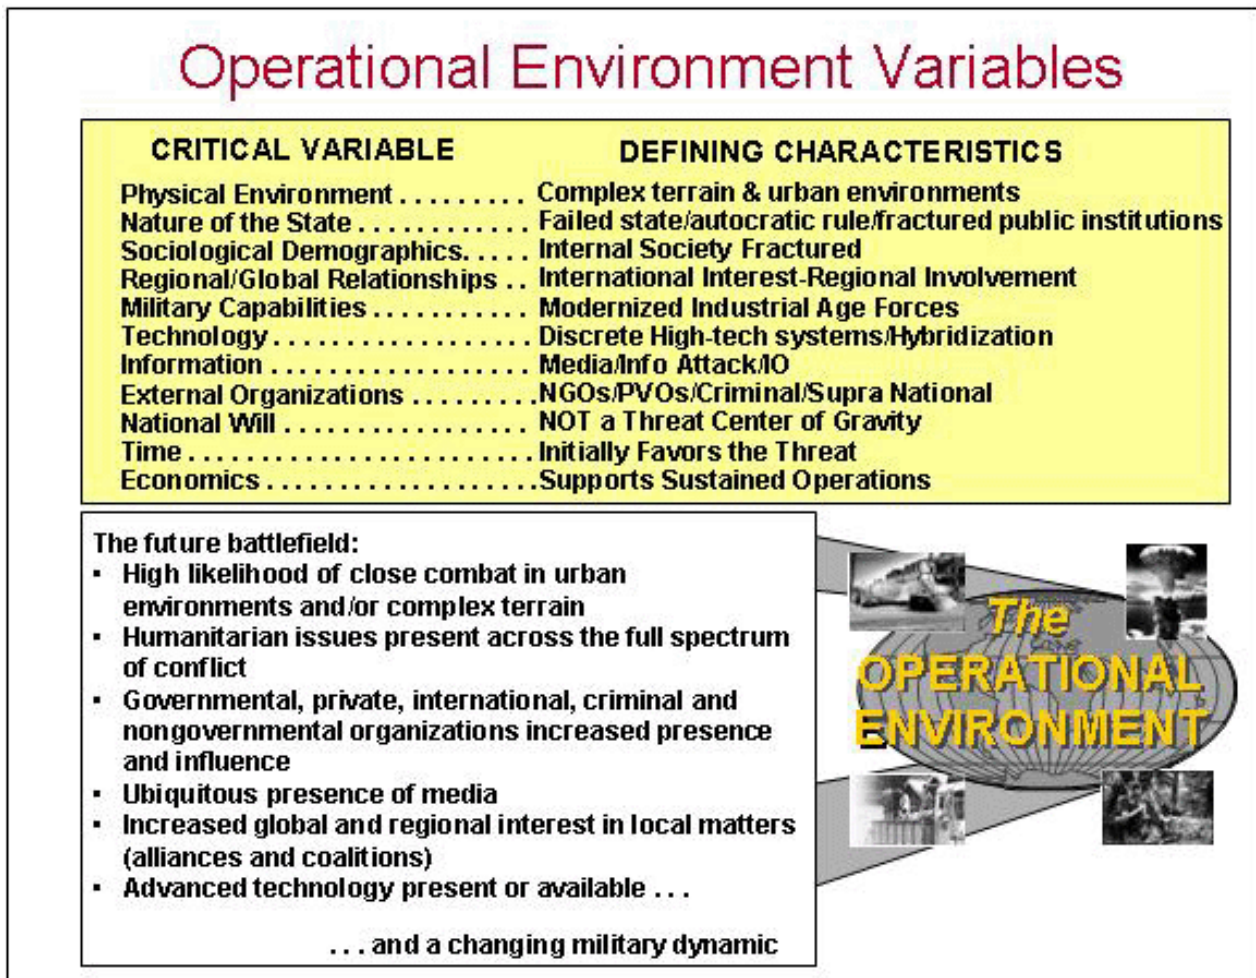 Operational Environment Variables
CRITICAL VARIABLE DEFINING CHARACTERISTICS
Physical Environment . . . . . . . . . Complex terrain & urban environments
Nature of the State . . . . . . . . . . . . Failed state/autocratic rule/fractured public institutions
Sociological Demographics. . . . . Internal Society Fractured
Regional/Global Relationships . . International Interest-Regional Involvement
Military Capabilities . . . . . . . . . . . Modernized Industrial Age Forces
Technology . . . . . . . . . . . . . . . . . . Discrete High-tech systems/Hybridization
Information . . . . . . . . . . . . . . . . . . Media/Info Attack/IO
External Organizations . . . . . . . . . NGOs/PVOs/Criminal/Supra National
National Will . . . . . . . . . . . . . . . . . NOT a Threat Center of Gravity
Time . . . . . . . . . . . . . . . . . . . . . . . . Initially Favors the Threat
Economics . . . . . . . . . . . . . . . . . . . Supports Sustained Operations
The future battlefield:
▪ High likelihood of close combat in urban
environments and/or complex terrain
▪ Humanitarian issues present across the full spectrum
of conflict
▪ Governmental, private, international, criminal and
nongovernmental organizations increased presence
and influence
▪ Ubiquitous presence of media
▪ Increased global and regional interest in local matters
(alliances and coalitions)
▪ Advanced technology present or available . . .
. . . and a changing military dynamic
The
OPERATIONAL
ENVIRONMENT